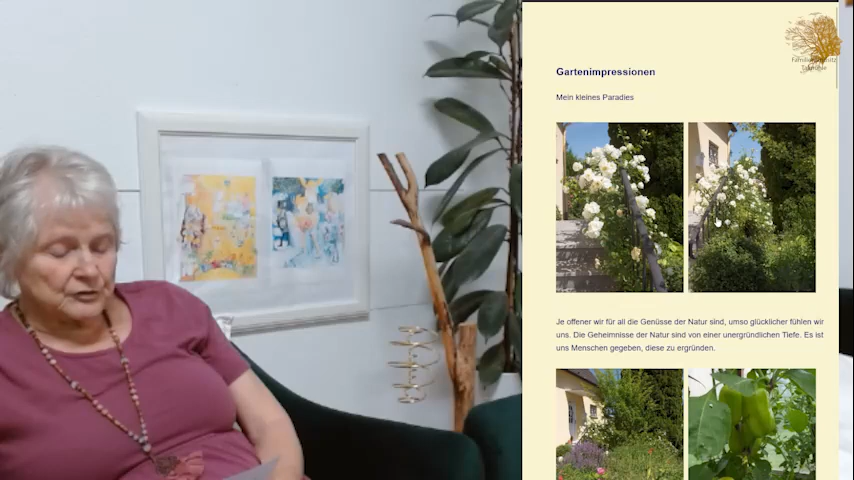 Gartenimpressionen
Mein kleines Paradies
Je offener wir für all die Genüsse der Natur sind, umso glücklicher fühlen wir
uns. Die Geheimnisse der Natur sind von einer unergründlichen Tiefe. Es ist
uns Menschen gegeben, diese zu ergründen.